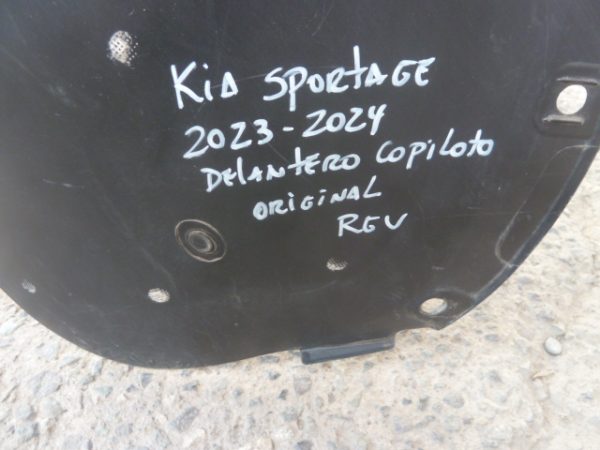 Kia SPORTAGE
2023-2024
DELANTERO COPILOTO
ORIGINAL
REV